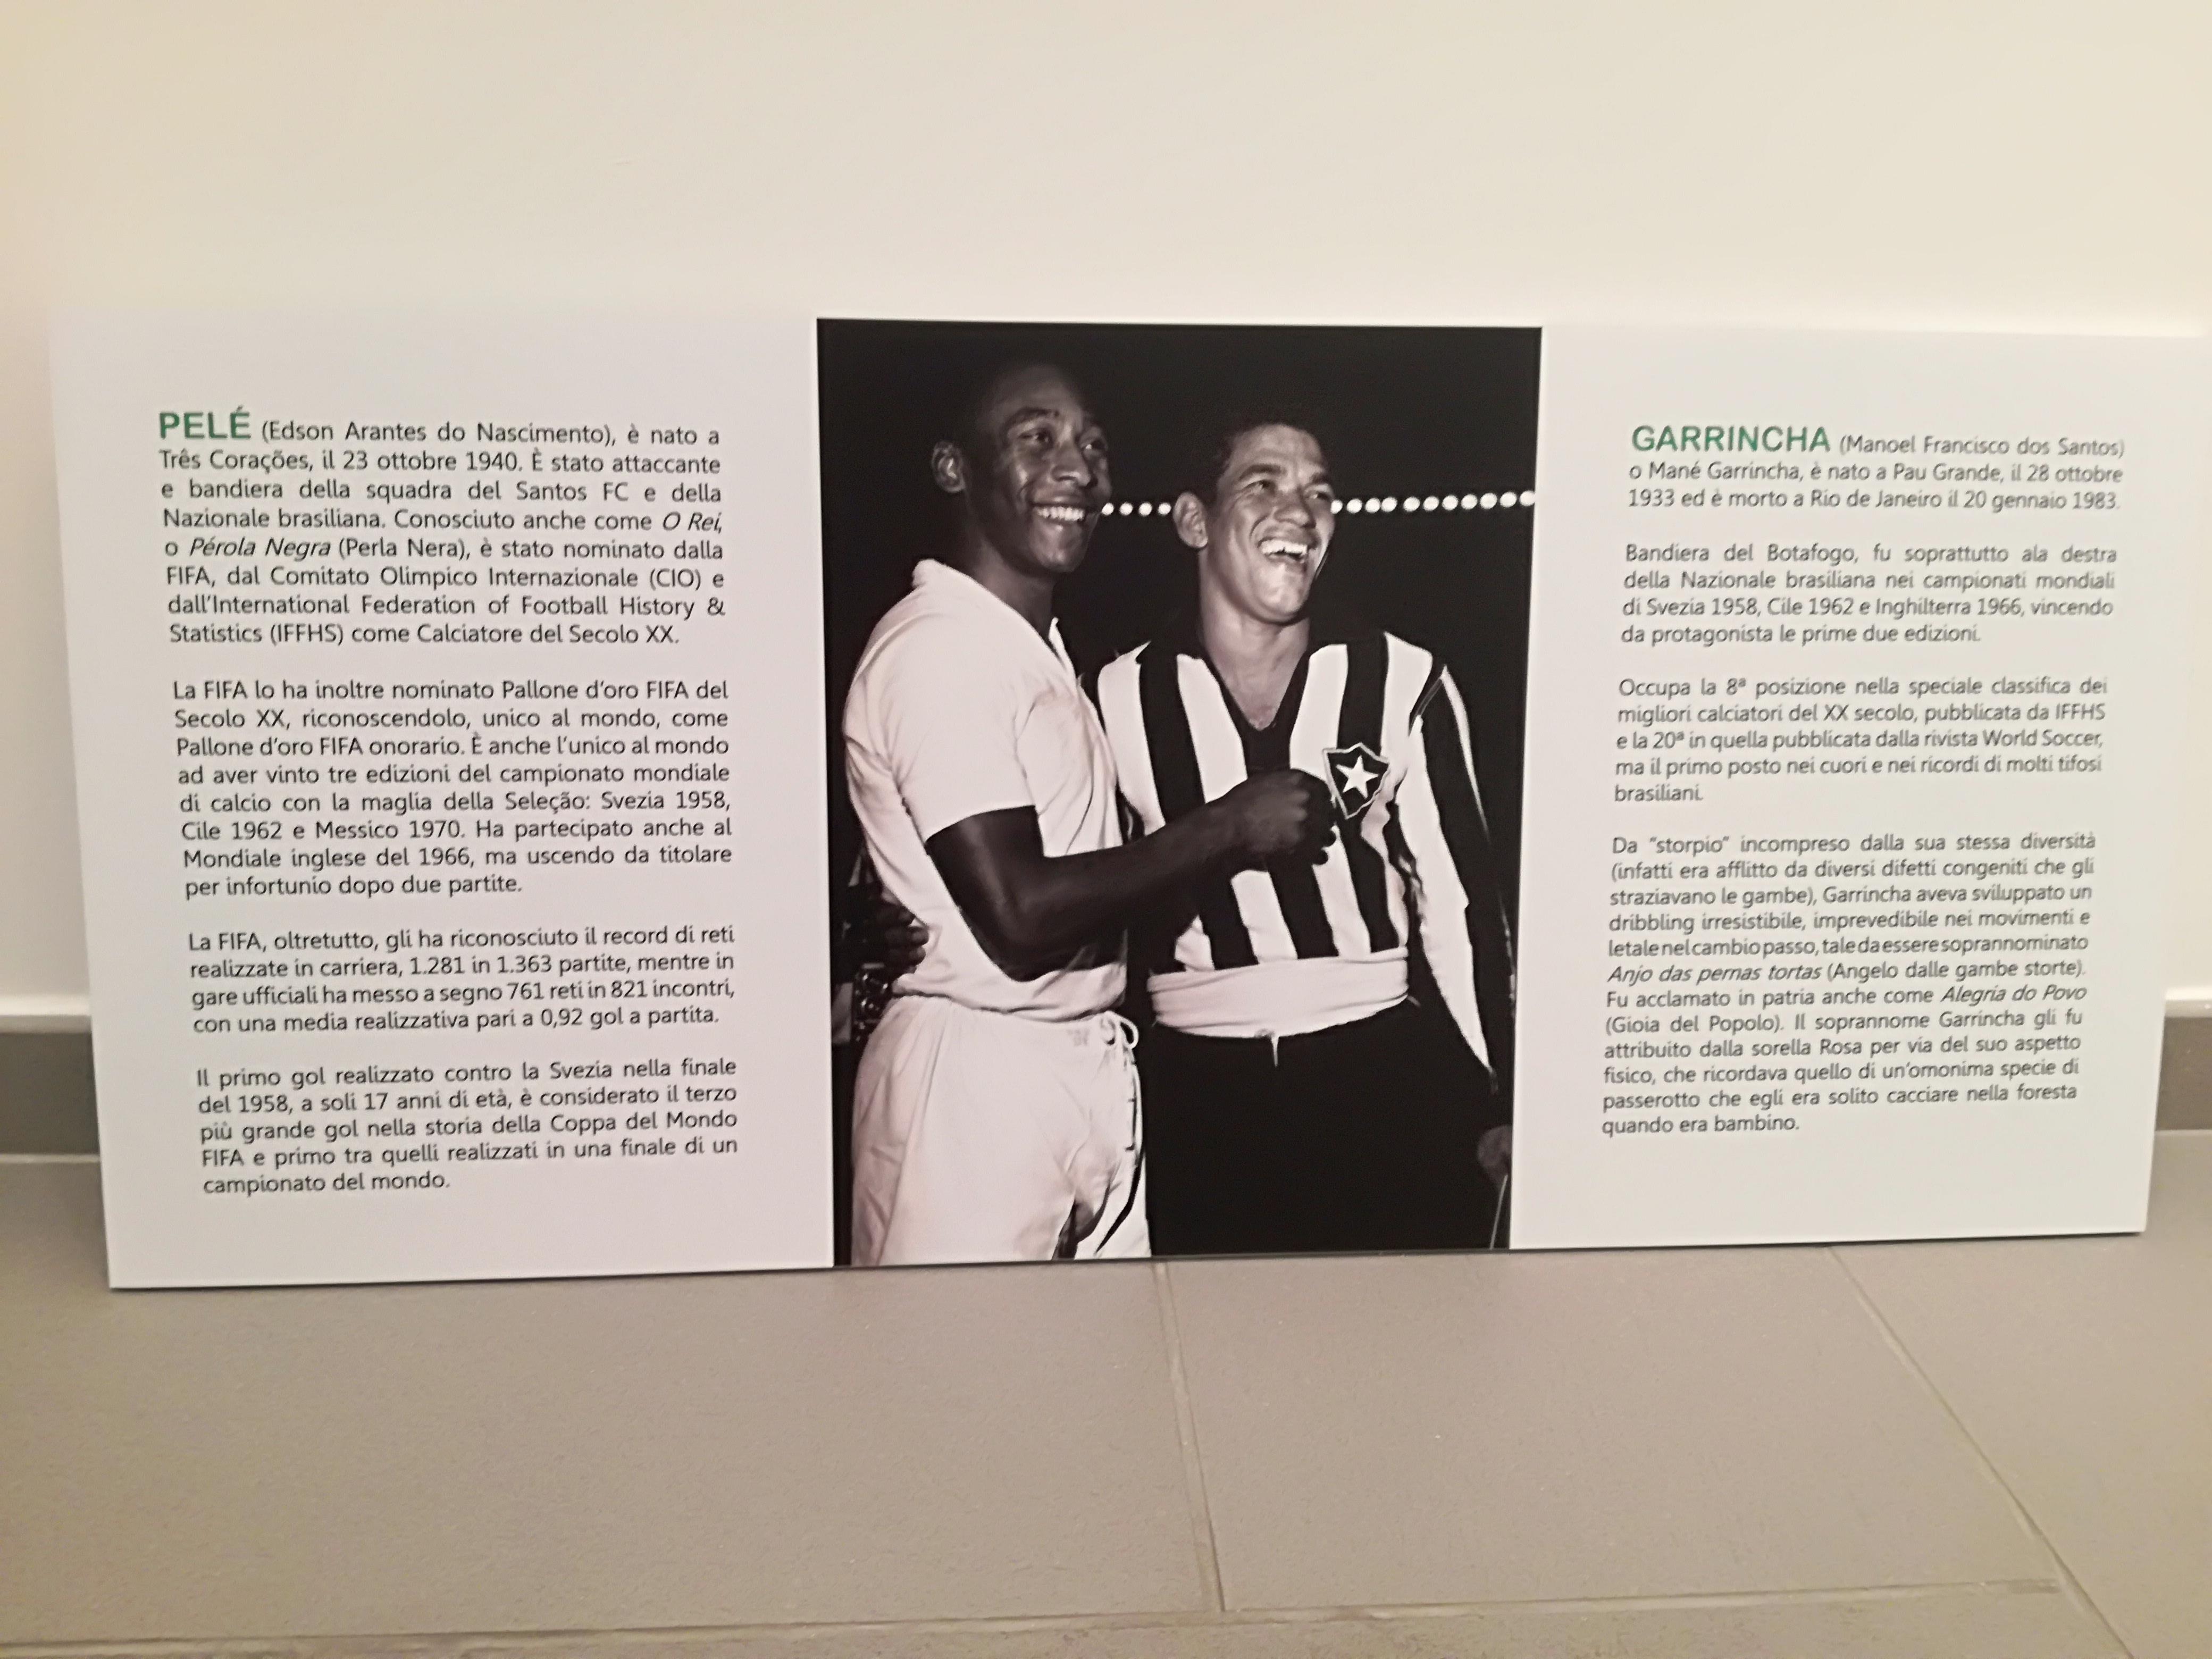 PELÉ (Edson Arantes do Nascimento), è nato a
Três Corações, il 23 ottobre 1940. È stato attaccante
e bandiera della squadra del Santos FC e della
Nazionale brasiliana. Conosciuto anche come O Rei,
o Pérola Negra (Perla Nera), è stato nominato dalla
FIFA, dal Comitato Olimpico Internazionale (CIO) e
dall'International Federation of Football History &
Statistics (IFFHS) come Calciatore del Secolo XX.
La FIFA lo ha inoltre nominato Pallone d'oro FIFA del
Secolo XX, riconoscendolo, unico al mondo, come
Pallone d'oro FIFA onorario. È anche l'unico al mondo
ad aver vinto tre edizioni del campionato mondiale
di calcio con la maglia della Seleção: Svezia 1958,
Cile 1962 e Messico 1970. Ha partecipato anche al
Mondiale inglese del 1966, ma uscendo da titolare
per infortunio dopo due partite.
La FIFA, oltretutto, gli ha riconosciuto il record di reti
realizzate in carriera, 1.281 in 1.363 partite, mentre in
gare ufficiali ha messo a segno 761 reti in 821 incontri,
con una media realizzativa pari a 0,92 gol a partita.
Il primo gol realizzato contro la Svezia nella finale
del 1958, a soli 17 anni di età, è considerato il terzo
più grande gol nella storia della Coppa del Mondo
FIFA e primo tra quelli realizzati in una finale di un
campionato del mondo.
GARRINCHA (Manoel Francisco dos Santos)
o Mané Garrincha, è nato a Pau Grande, il 28 ottobre
1933 ed è morto a Rio de Janeiro il 20 gennaio 1983.
Bandiera del Botafogo, fu soprattutto ala destra
della Nazionale brasiliana nei campionati mondiali
di Svezia 1958, Cile 1962 e Inghilterra 1966, vincendo
da protagonista le prime due edizioni.
Occupa la 8ª posizione nella speciale classifica dei
migliori calciatori del XX secolo, pubblicata da IFFHS
e la 20ª in quella pubblicata dalla rivista World Soccer,
ma il primo posto nei cuori e nei ricordi di molti tifosi
brasiliani.
Da "storpio" incompreso dalla sua stessa diversità
(infatti era afflitto da diversi difetti congeniti che gli
straziavano le gambe), Garrincha aveva sviluppato un
dribbling irresistibile, imprevedibile nei movimenti e
letale nel cambio passo, tale da essere soprannominato
Anjo das pernas tortas (Angelo dalle gambe storte).
Fu acclamato in patria anche come Alegria do Povo
(Gioia del Popolo). Il soprannome Garrincha gli fu
attribuito dalla sorella Rosa per via del suo aspetto
fisico, che ricordava quello di un'omonima specie di
passerotto che egli era solito cacciare nella foresta
quando era bambino.